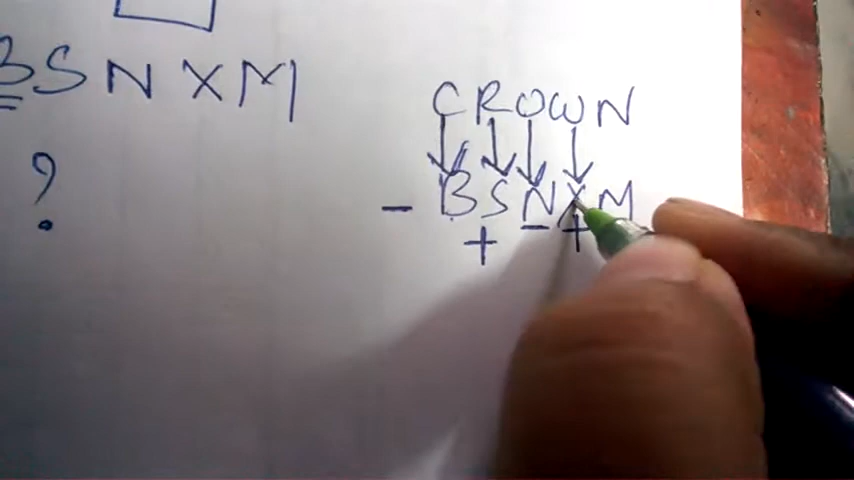 BSNXM
?
CROWN
- BSNXM
+ - +